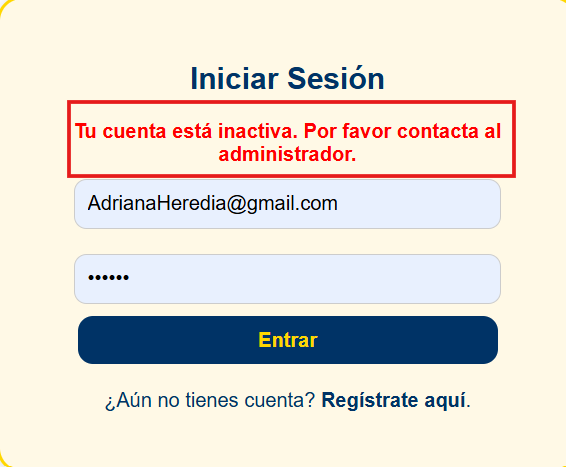 Iniciar Sesión
Tu cuenta está inactiva. Por favor contacta al
administrador.
AdrianaHeredia@gmail.com
••••••
Entrar
¿Aún no tienes cuenta? Regístrate aquí.